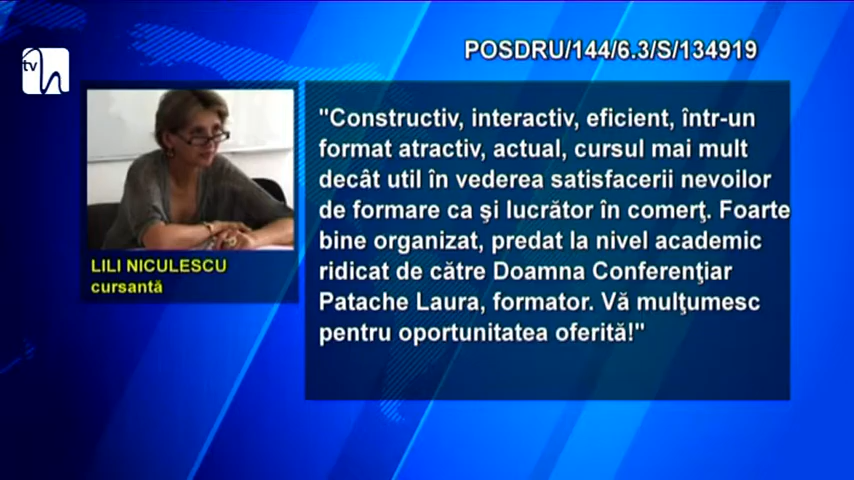 POSDRU/144/6.3/S/134919
tv
"Constructiv, interactiv, eficient, într-un
format atractiv, actual, cursul mai mult
decât util în vederea satisfacerii nevoilor
de formare ca şi lucrător în comerţ. Foarte
bine organizat, predat la nivel academic
ridicat de către Doamna Conferenţiar
Patache Laura, formator. Vă mulţumesc
pentru oportunitatea oferită!"
LILI NICULESCU
cursantă